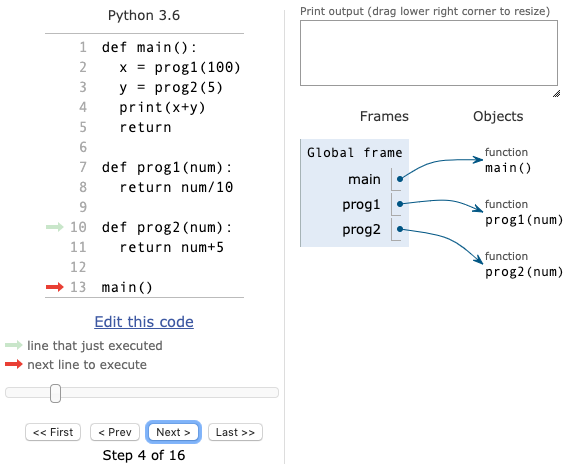 Python 3.6
1 def main():
2   x = prog1(100)
3   y = prog2(5)
4   print(x+y)
5   return
6
7 def prog1(num):
8   return num/10
9
10 def prog2(num):
11   return num+5
12
13 main()
Edit this code
line that just executed
next line to execute
<< First < Prev Next > Last >>
Step 4 of 16
Print output (drag lower right corner to resize)
Frames Objects
Global frame
main
prog1
prog2
function
main()
function
prog1(num)
function
prog2(num)